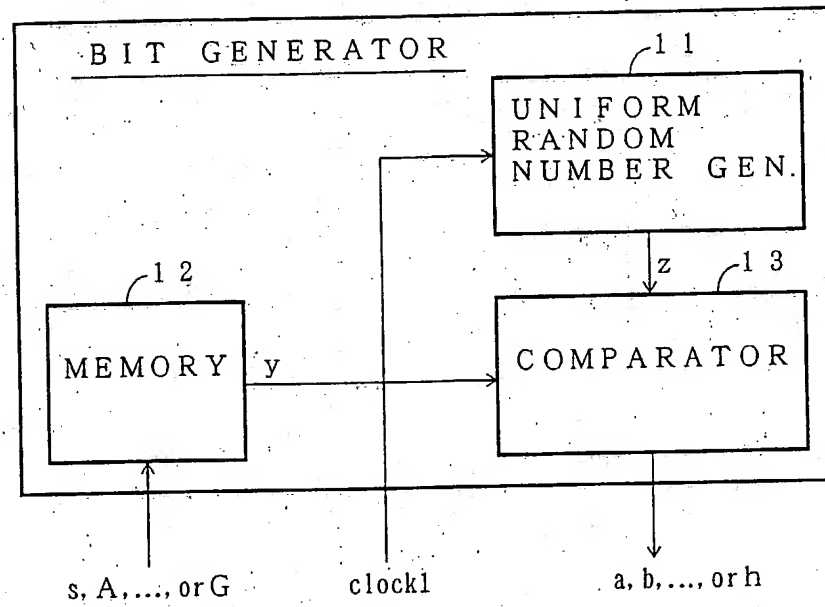 BIT GENERATOR
11
UNIFORM
RANDOM
NUMBER GEN.
z
12
13
MEMORY
y
COMPARATOR
s, A, ..., or G
clock1
a, b, ..., or h